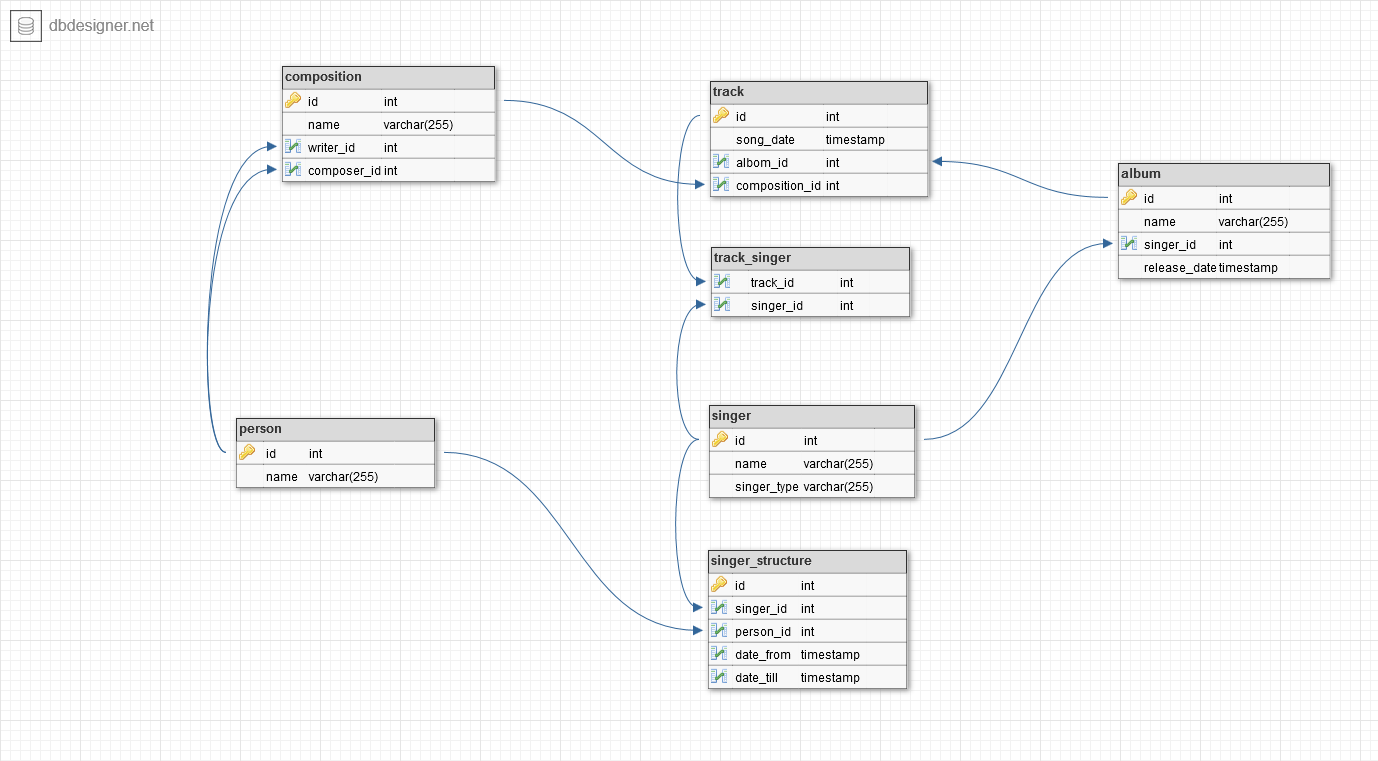 dbdesigner.net
composition
id int
name varchar(255)
writer_id int
composer_id int
track
id int
song_date timestamp
albom_id int
composition_id int
album
id int
name varchar(255)
singer_id int
release_date timestamp
track_singer
track_id int
singer_id int
person
id int
name varchar(255)
singer
id int
name varchar(255)
singer_type varchar(255)
singer_structure
id int
singer_id int
person_id int
date_from timestamp
date_till timestamp